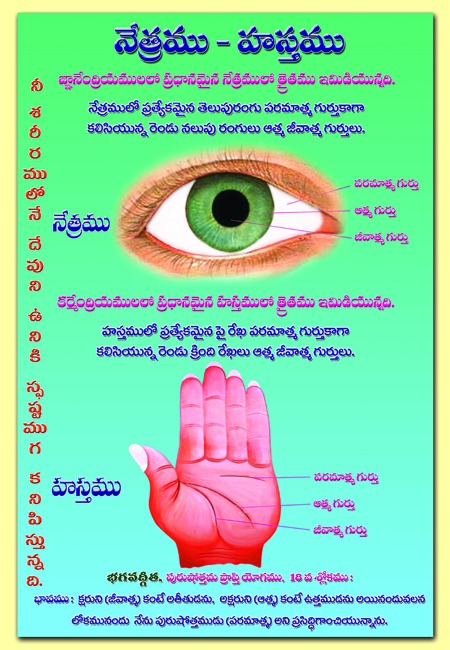 నేత్రము - హస్తము
జ్ఞానేంద్రియములలో ప్రధానమైన నేత్రములో త్రైతము ఇమిడియున్నది.
నేత్రములో ప్రత్యేకమైన తెలుపురంగు పరమాత్మ గుర్తుకాగా
కలిసియున్న రెండు నలుపు రంగులు ఆత్మ జీవాత్మ గుర్తులు.
నీ శరీరములోనే దేవుని ఉనికి స్పష్టముగ కనిపిస్తున్నది.
నేత్రము
పరమాత్మ గుర్తు
ఆత్మ గుర్తు
జీవాత్మ గుర్తు
కర్మేంద్రియములలో ప్రధానమైన హస్తములో త్రైతము ఇమిడియున్నది.
హస్తములో ప్రత్యేకమైన పై రేఖ పరమాత్మ గుర్తుకాగా
కలిసియున్న రెండు క్రింది రేఖలు ఆత్మ జీవాత్మ గుర్తులు.
హస్తము
పరమాత్మ గుర్తు
ఆత్మ గుర్తు
జీవాత్మ గుర్తు
భగవద్గీత, పురుషోత్తమ ప్రాప్తి యోగము, 18 వ శ్లోకము :
భావము : క్షరుని (జీవాత్మ) కంటే అతీతుడను, అక్షరుని (ఆత్మ) కంటే ఉత్తముడను అయినందువలన
లోకమునందు నేను పురుషోత్తముడు (పరమాత్మ) అని ప్రసిద్ధిగాంచియున్నాను.